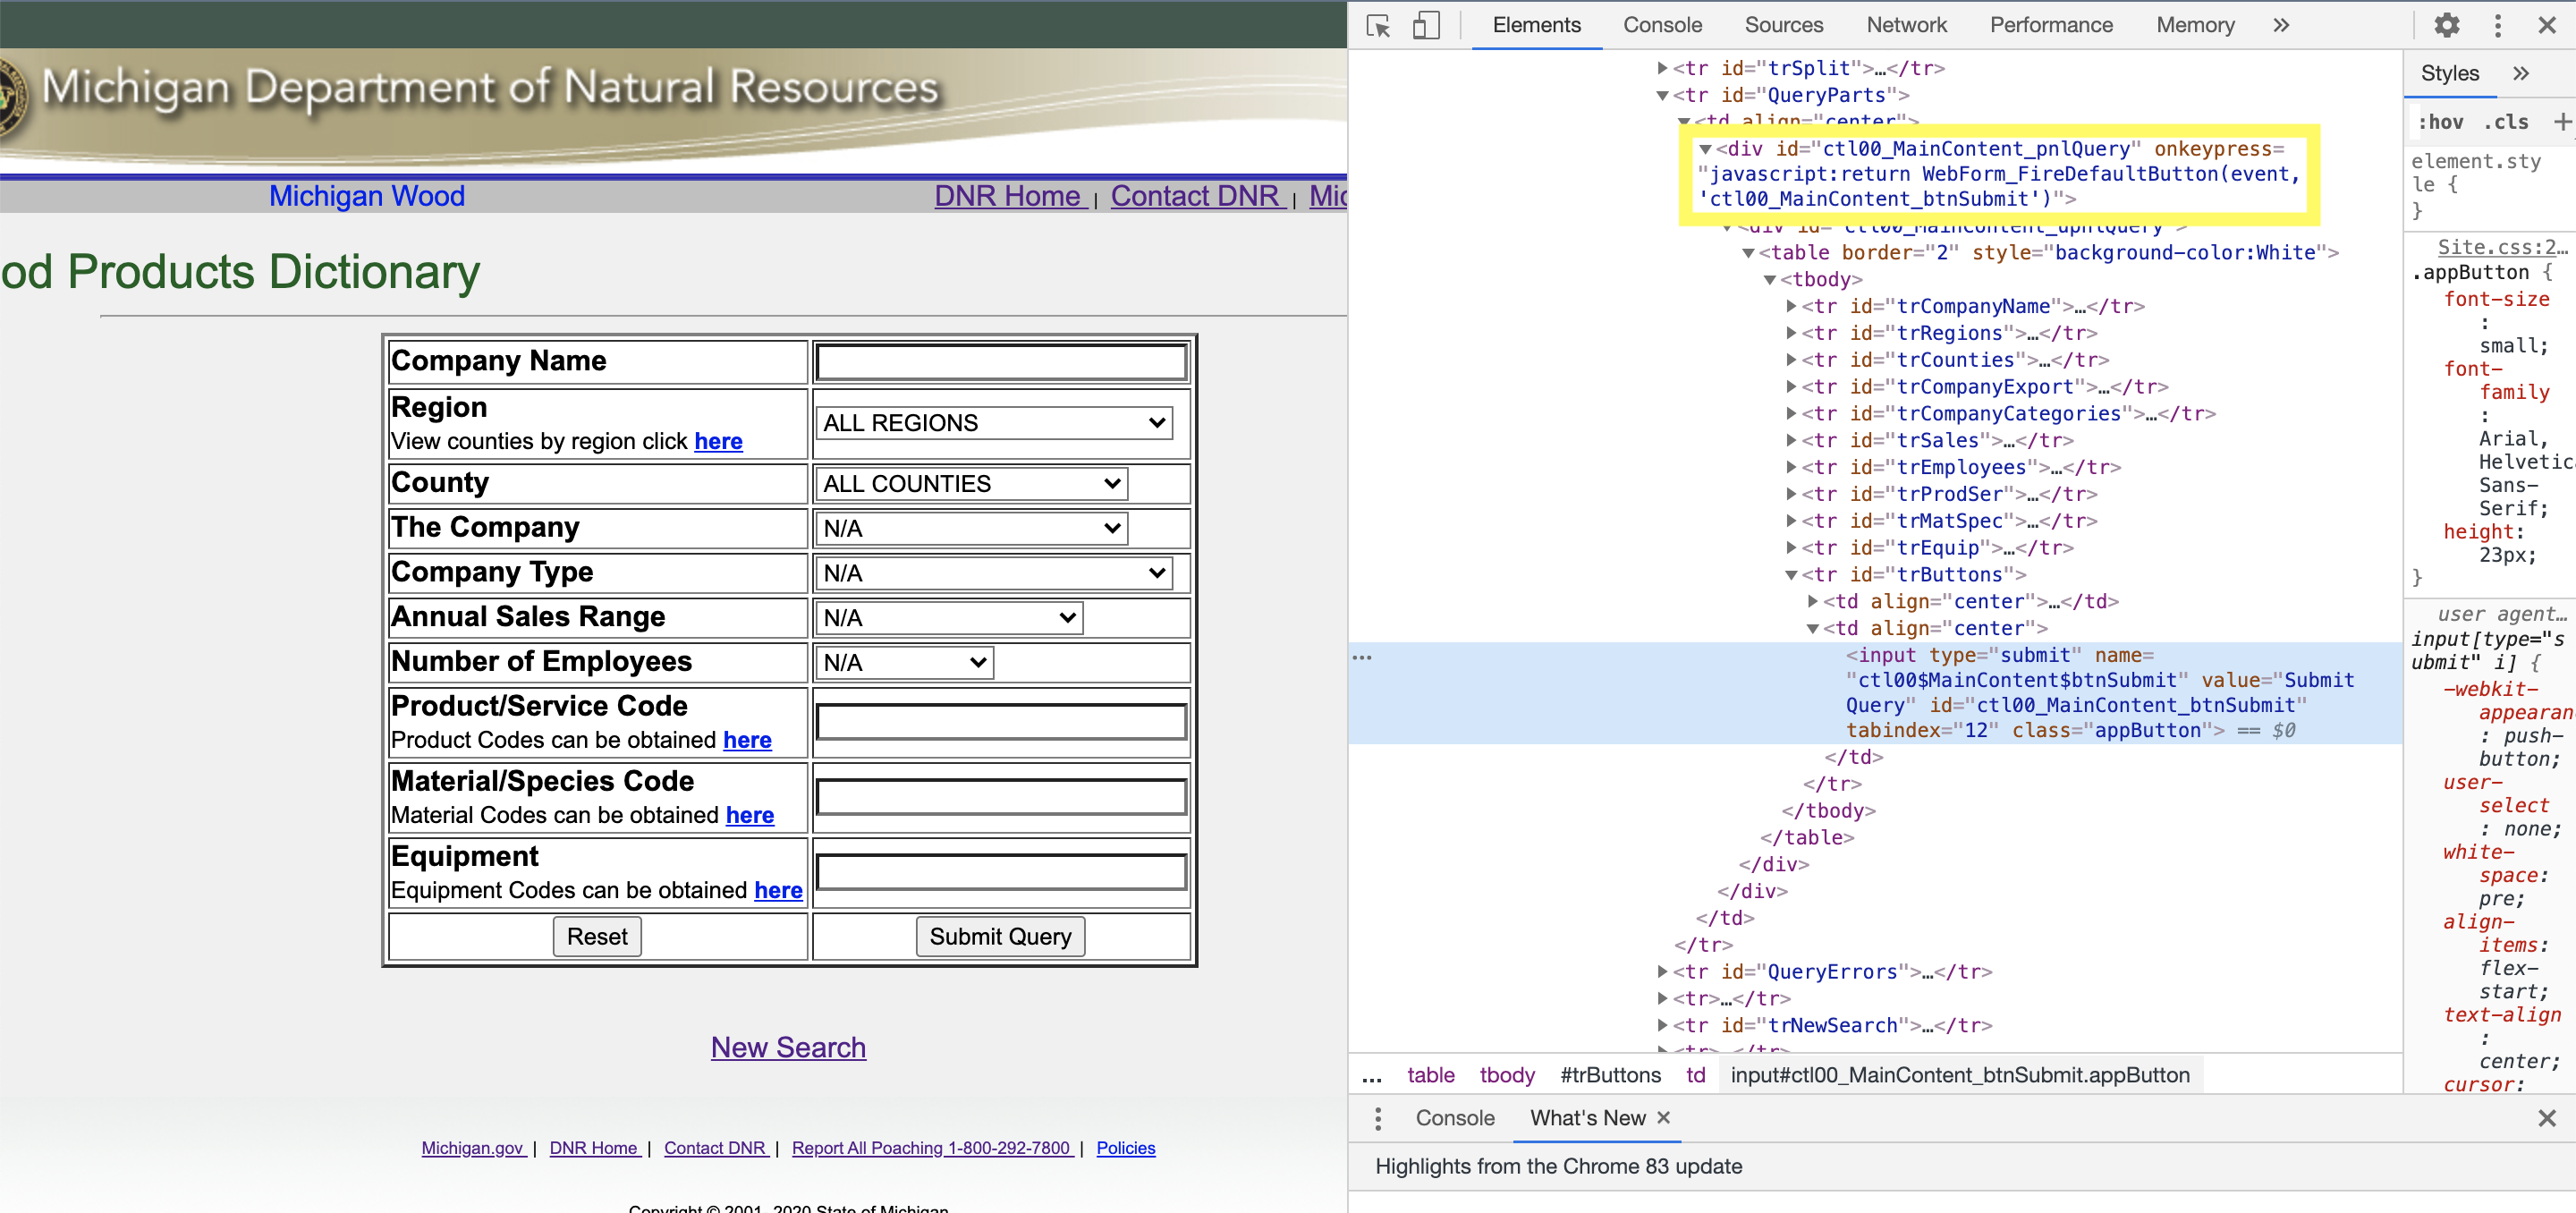 Michigan Department of Natural Resources
Michigan Wood
DNR Home | Contact DNR |
od Products Dictionary
Company Name
Region
View counties by region click here
ALL REGIONS
County
ALL COUNTIES
The Company
N/A
Company Type
N/A
Annual Sales Range
N/A
Number of Employees
N/A
Product/Service Code
Product Codes can be obtained here
Material/Species Code
Material Codes can be obtained here
Equipment
Equipment Codes can be obtained here
Reset
Submit Query
New Search
Michigan.gov | DNR Home | Contact DNR | Report All Poaching 1-800-292-7800 | Policies
Copyright © 2001- 2020 State of Michigan
Elements Console Sources Network Performance Memory »
<tr id="trSplit">…</tr>
<tr id="QueryParts">
<td align="center">
<div id="ctl00_MainContent_pnlQuery" onkeypress=
"javascript:return WebForm_FireDefaultButton(event,
'ctl00_MainContent_btnSubmit')">
<div id="ctl00_MainContent_upnlQuery">
<table border="2" style="background-color:White">
<tbody>
<tr id="trCompanyName">…</tr>
<tr id="trRegions">…</tr>
<tr id="trCounties">…</tr>
<tr id="trCompanyExport">…</tr>
<tr id="trCompanyCategories">…</tr>
<tr id="trSales">…</tr>
<tr id="trEmployees">…</tr>
<tr id="trProdSer">…</tr>
<tr id="trMatSpec">…</tr>
<tr id="trEquip">…</tr>
<tr id="trButtons">
<td align="center">…</td>
<td align="center">
… <input type="submit" name=
"ctl00$MainContent$btnSubmit" value="Submit
Query" id="ctl00_MainContent_btnSubmit"
tabindex="12" class="appButton"> == $0
</td>
</tr>
</tbody>
</table>
</div>
</div>
</td>
</tr>
<tr id="QueryErrors">…</tr>
<tr>…</tr>
<tr id="trNewSearch">…</tr>
<tr>…</tr>
... table tbody #trButtons td input#ctl00_MainContent_btnSubmit.appButton
Console What's New ×
Highlights from the Chrome 83 update
Styles »
:hov .cls +
element.sty
le {
}
Site.css:2…
.appButton {
font-size
:
small;
font-
family
:
Arial,
Helvetic
Sans-
Serif;
height:
23px;
}
user agent…
input[type="s
ubmit" i] {
-webkit-
appearan
: push-
button;
user-
select
: none;
white-
space:
pre;
align-
items:
flex-
start;
text-align
:
center;
cursor: